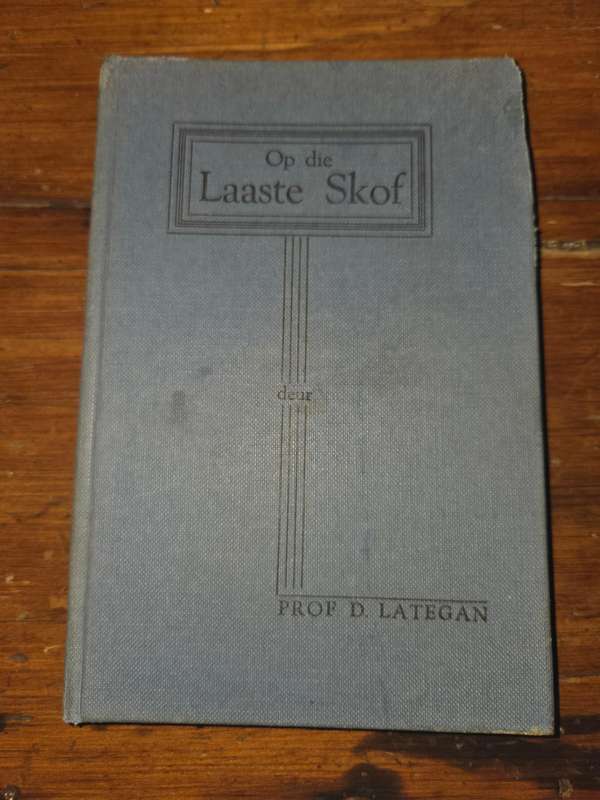 Op die
Laaste Skof
deur
PROF D. LATEGAN